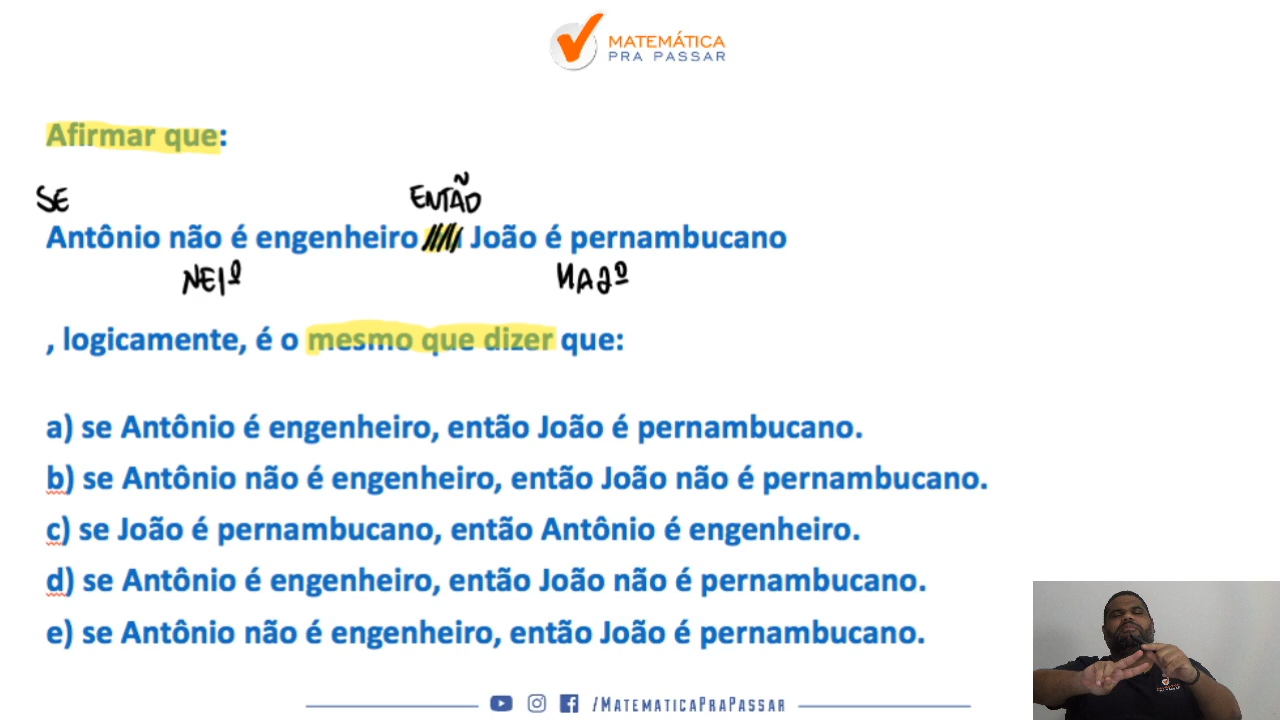 MATEMÁTICA
PRA PASSAR
Afirmar que:
SE
ENTÃO
Antônio não é engenheiro João é pernambucano
NE1º
MA2º
, logicamente, é o mesmo que dizer que:
a) se Antônio é engenheiro, então João é pernambucano.
b) se Antônio não é engenheiro, então João não é pernambucano.
c) se João é pernambucano, então Antônio é engenheiro.
d) se Antônio é engenheiro, então João não é pernambucano.
e) se Antônio não é engenheiro, então João é pernambucano.
/MATEMATICAPRAPASSAR